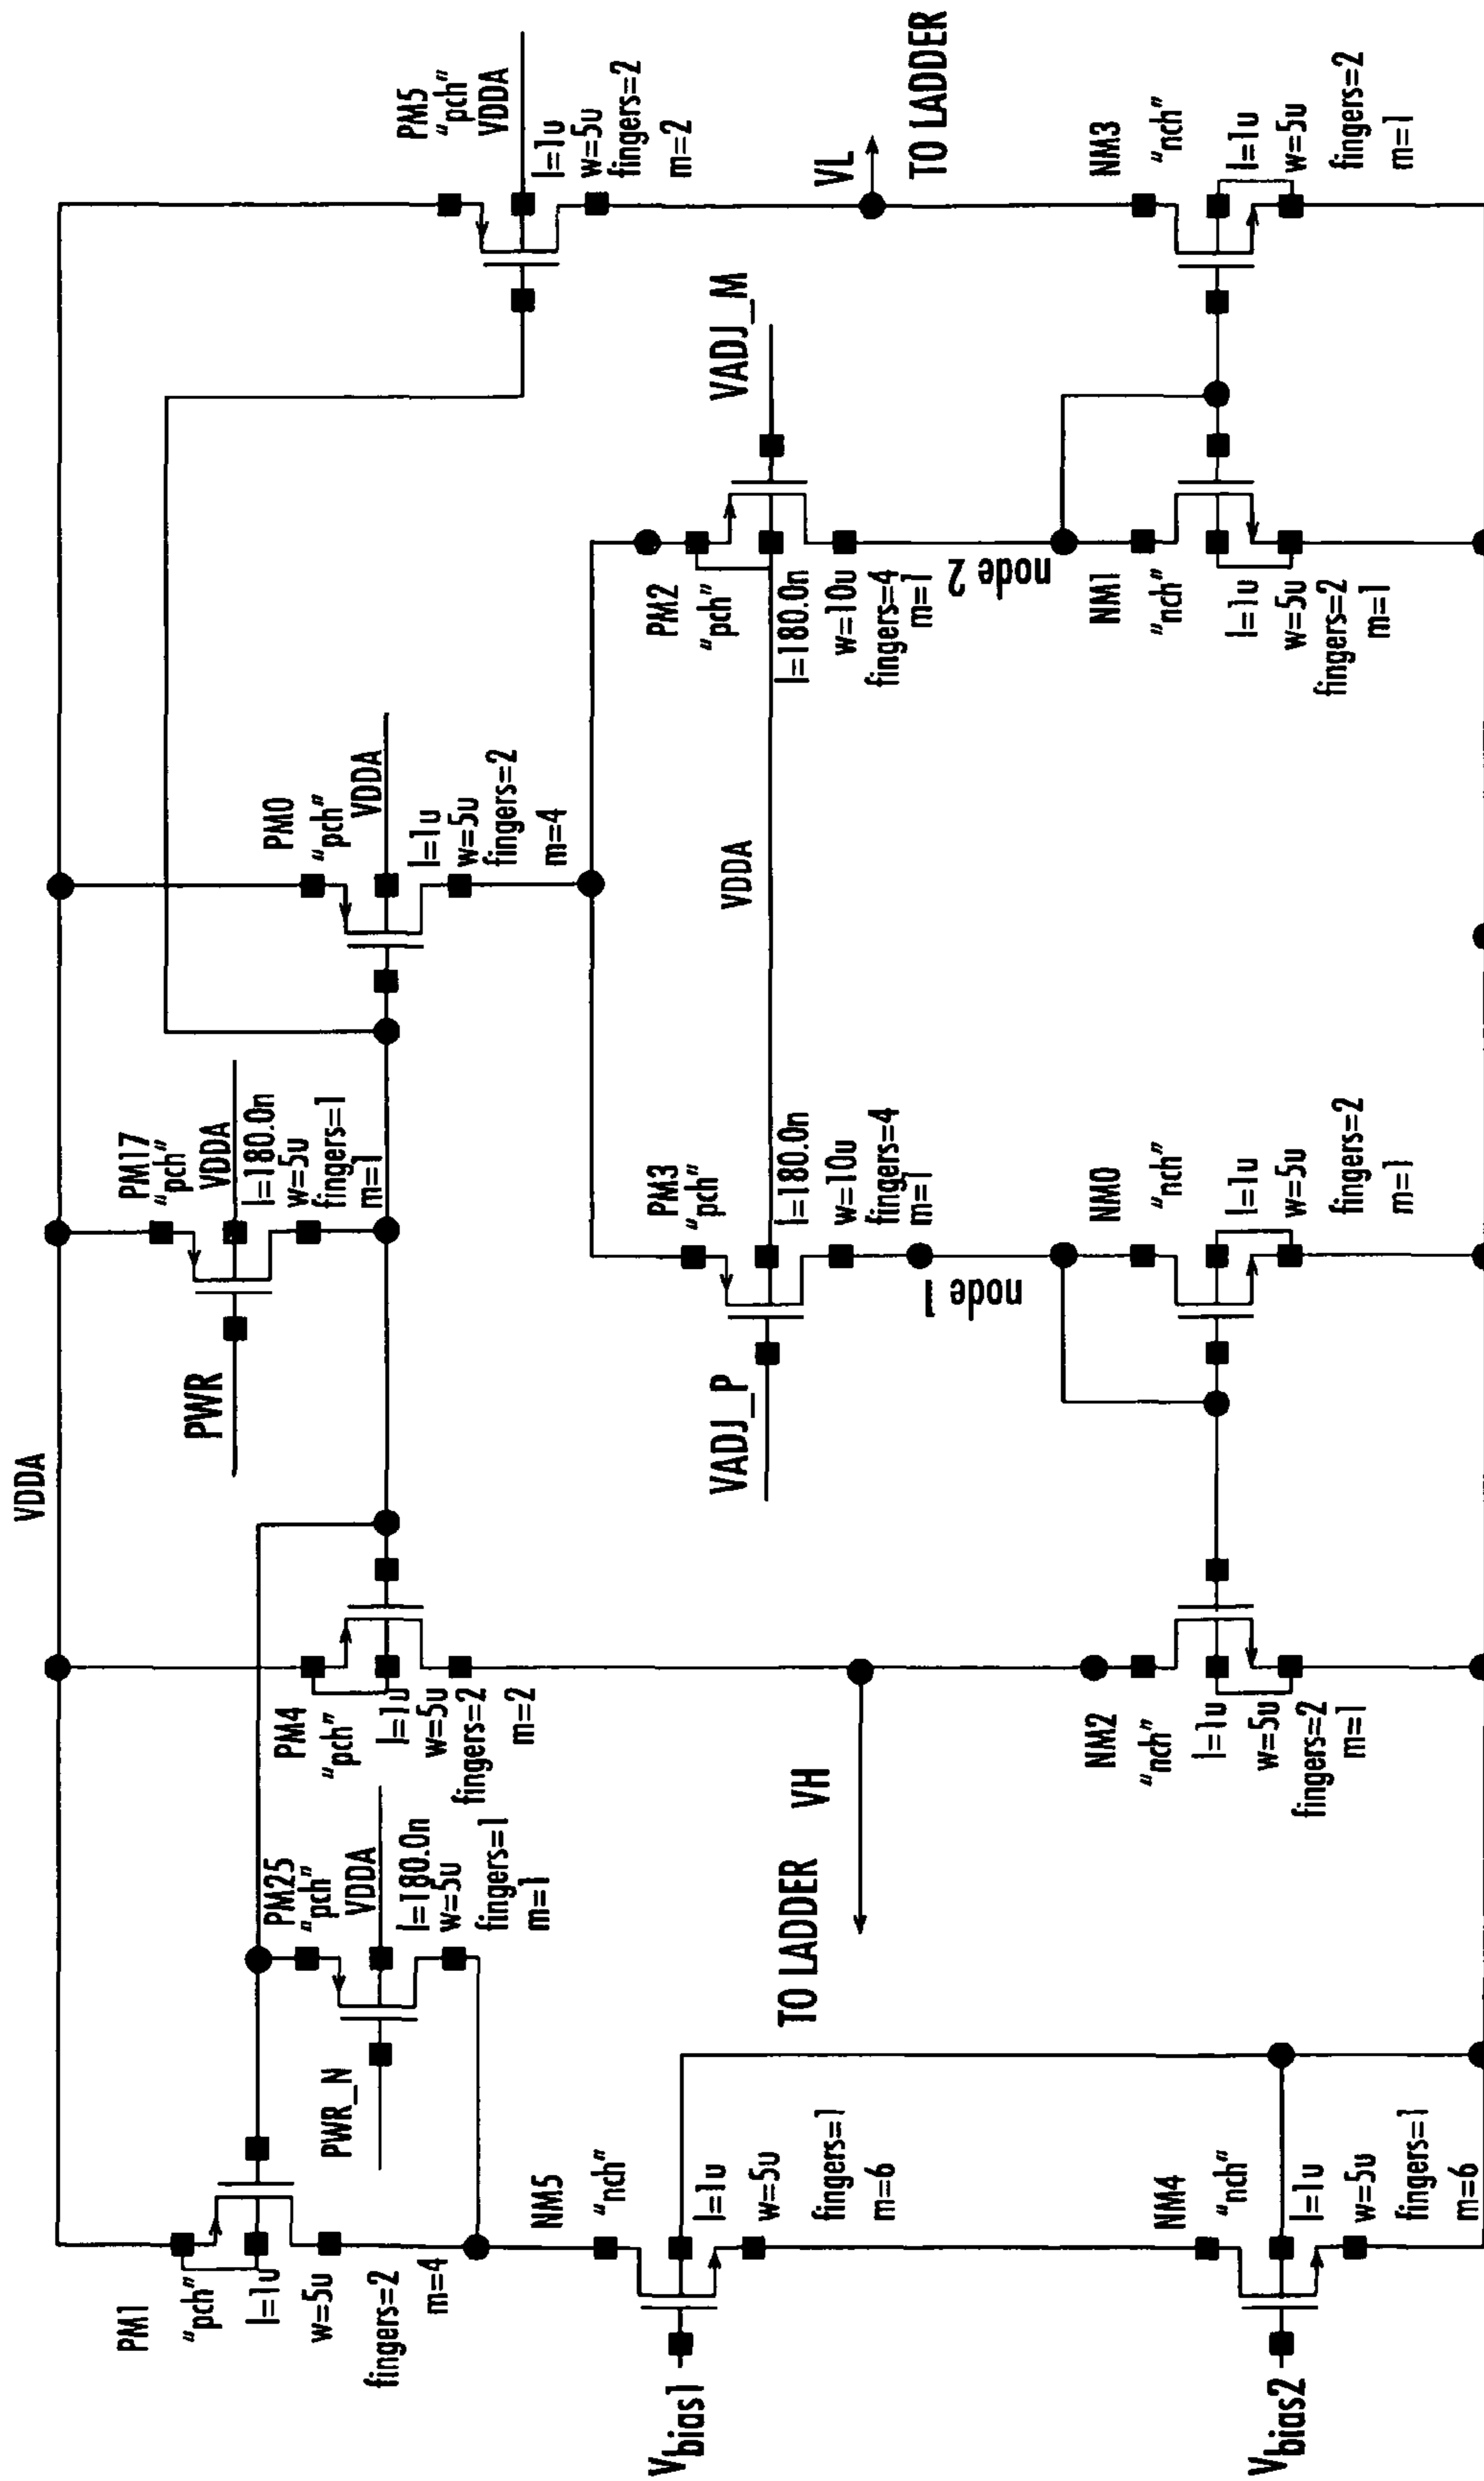 VDDA
PM1
"pch"
l=1u
w=5u
fingers=2
m=4
PM25
"pch"
VDDA
l=180.0n
w=5u
fingers=1
m=1
PWR_N
PM4
"pch"
l=1u
w=5u
fingers=2
m=2
PWR
PM17
"pch"
VDDA
l=180.0n
w=5u
fingers=1
m=1
PM0
"pch"
VDDA
l=1u
w=5u
fingers=2
m=4
PM5
"pch"
VDDA
l=1u
w=5u
fingers=2
m=2
TO LADDER
VH
VADJ_P
PM3
"pch"
l=180.0n
w=10u
fingers=4
m=1
node 1
VDDA
PM2
"pch"
l=180.0n
w=10u
fingers=4
m=1
node 2
VADJ_M
VL
TO LADDER
Vbias1
NM5
"nch"
l=1u
w=5u
fingers=1
m=6
Vbias2
NM4
"nch"
l=1u
w=5u
fingers=1
m=6
NM2
"nch"
l=1u
w=5u
fingers=2
m=1
NM0
"nch"
l=1u
w=5u
fingers=2
m=1
NM1
"nch"
l=1u
w=5u
fingers=2
m=1
NM3
"nch"
l=1u
w=5u
fingers=2
m=1